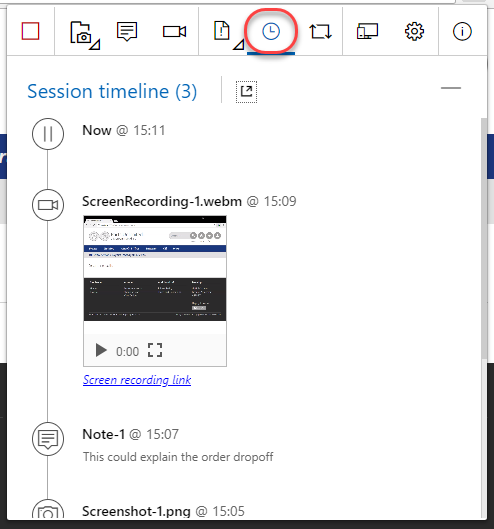 Session timeline (3)
Now @ 15:11
ScreenRecording-1.webm @ 15:09
0:00
Screen recording link
Note-1 @ 15:07
This could explain the order dropoff
Screenshot-1.png @ 15:05